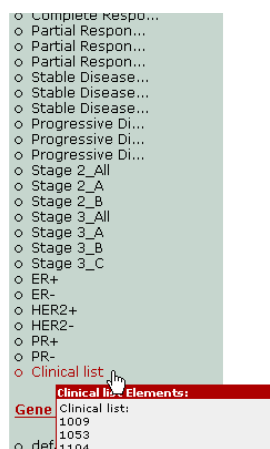 o Complete Respo...
o Partial Respon...
o Partial Respon...
o Partial Respon...
o Stable Disease...
o Stable Disease...
o Stable Disease...
o Progressive Di...
o Progressive Di...
o Progressive Di...
o Stage 2_All
o Stage 2_A
o Stage 2_B
o Stage 3_All
o Stage 3_A
o Stage 3_B
o Stage 3_C
o ER+
o ER-
o HER2+
o HER2-
o PR+
o PR-
o Clinical list
Clinical list Elements:
Gene
Clinical list:
1009
1053
o def
1104